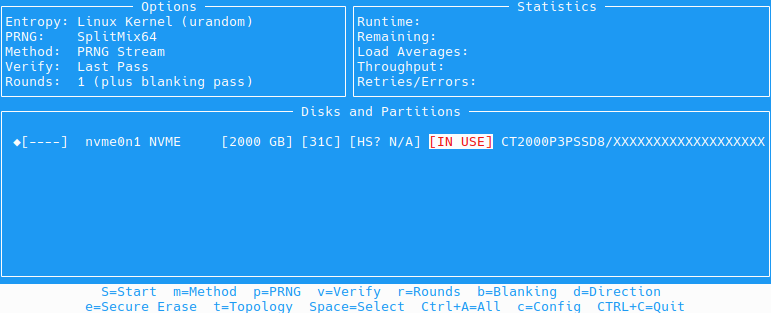 Options
Entropy: Linux Kernel (urandom)
PRNG: SplitMix64
Method: PRNG Stream
Verify: Last Pass
Rounds: 1 (plus blanking pass)
Statistics
Runtime:
Remaining:
Load Averages:
Throughput:
Retries/Errors:
Disks and Partitions
◆[----] nvme0n1 NVME [2000 GB] [31C] [HS? N/A] [IN USE] CT2000P3PSSD8/XXXXXXXXXXXXXXXXXXX
S=Start m=Method p=PRNG v=Verify r=Rounds b=Blanking d=Direction
e=Secure Erase t=Topology Space=Select Ctrl+A=All c=Config CTRL+C=Quit